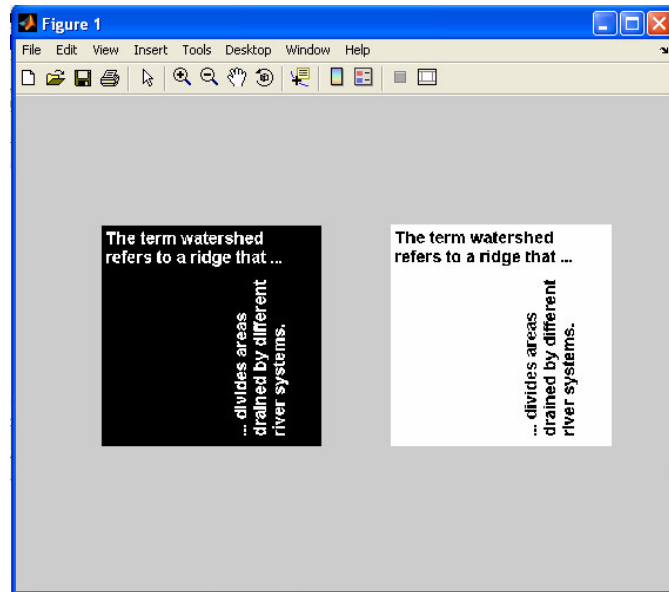 Figure 1
File Edit View Insert Tools Desktop Window Help
The term watershed
refers to a ridge that ...
... divides areas
drained by different
river systems.
The term watershed
refers to a ridge that ...
... divides areas
drained by different
river systems.